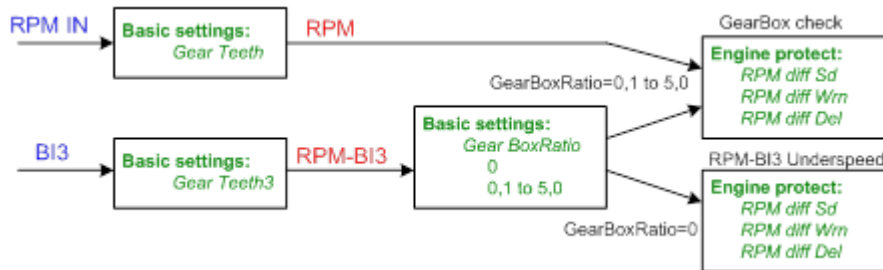 RPM IN
Basic settings:
Gear Teeth
RPM
GearBox check
Engine protect:
RPM diff Sd
RPM diff Wrn
RPM diff Del
GearBoxRatio=0,1 to 5,0
BI3
Basic settings:
Gear Teeth3
RPM-BI3
Basic settings:
Gear BoxRatio
0
0,1 to 5,0
RPM-BI3 Underspeed
Engine protect:
RPM diff Sd
RPM diff Wrn
RPM diff Del
GearBoxRatio=0